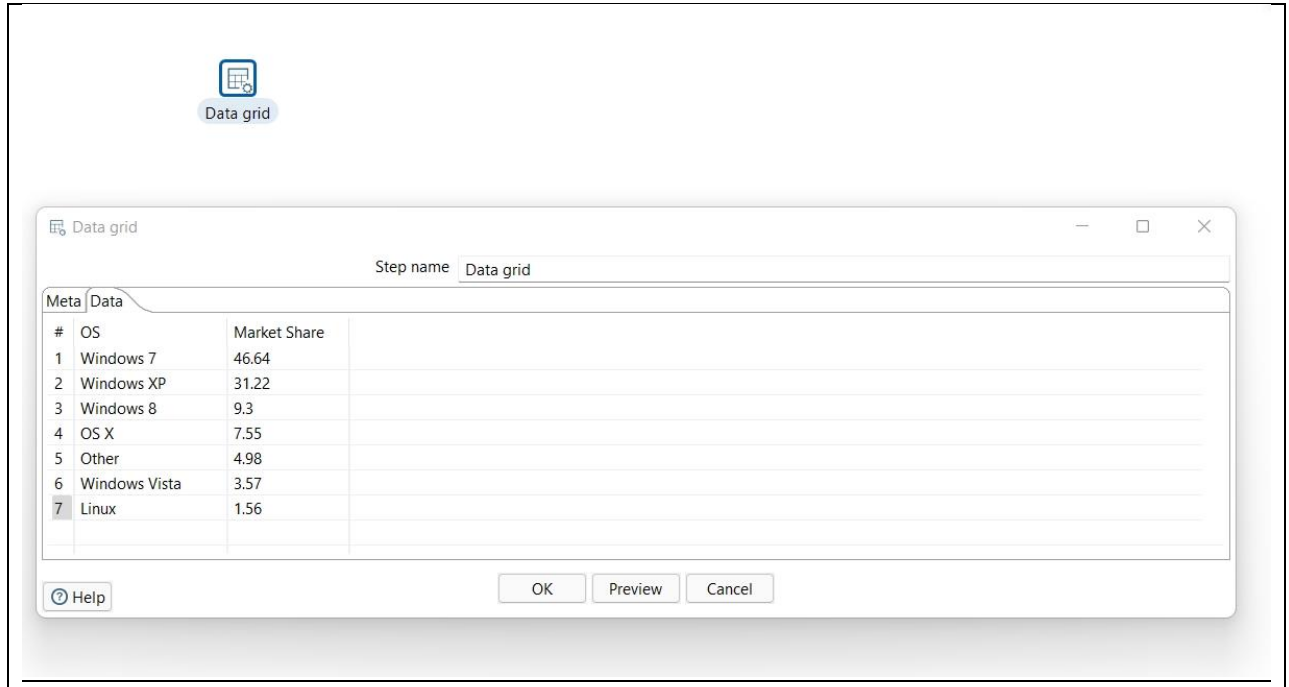 Data grid
Data grid
Step name Data grid
Meta Data
# OS Market Share
1 Windows 7 46.64
2 Windows XP 31.22
3 Windows 8 9.3
4 OS X 7.55
5 Other 4.98
6 Windows Vista 3.57
7 Linux 1.56
Help OK Preview Cancel